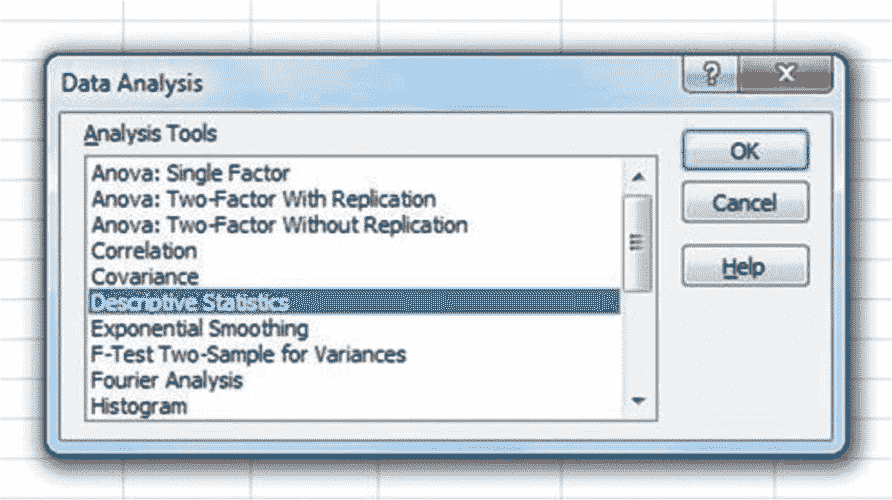 Data Analysis
?
Analysis Tools
Anova: Single Factor
Anova: Two-Factor With Replication
Anova: Two-Factor Without Replication
Correlation
Covariance
Descriptive Statistics
Exponential Smoothing
F-Test Two-Sample for Variances
Fourier Analysis
Histogram
OK
Cancel
Help